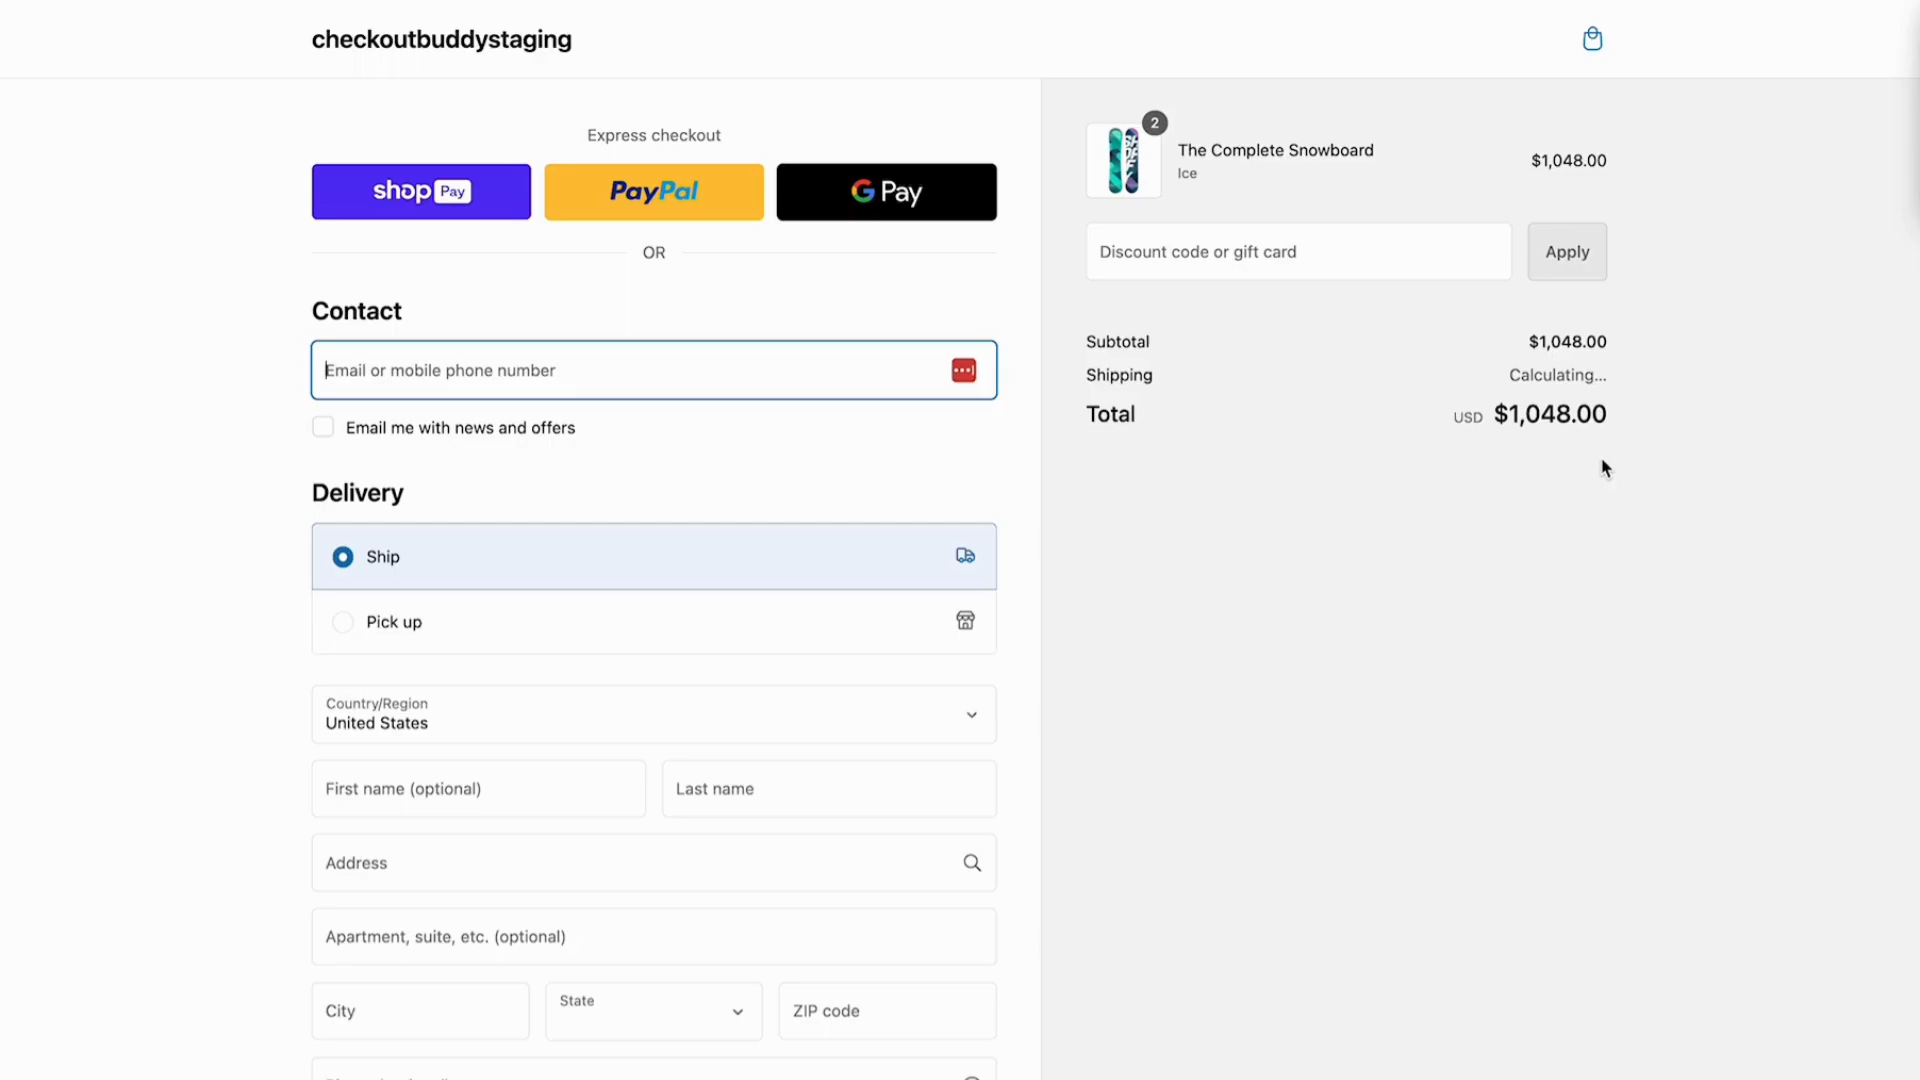 checkoutbuddystaging
Express checkout
shop Pay
PayPal
G Pay
OR
Contact
Email or mobile phone number
Email me with news and offers
Delivery
Ship
Pick up
Country/Region
United States
First name (optional)
Last name
Address
Apartment, suite, etc. (optional)
City
State
ZIP code
2
The Complete Snowboard
Ice
$1,048.00
Discount code or gift card
Apply
Subtotal
$1,048.00
Shipping
Calculating...
Total
USD $1,048.00